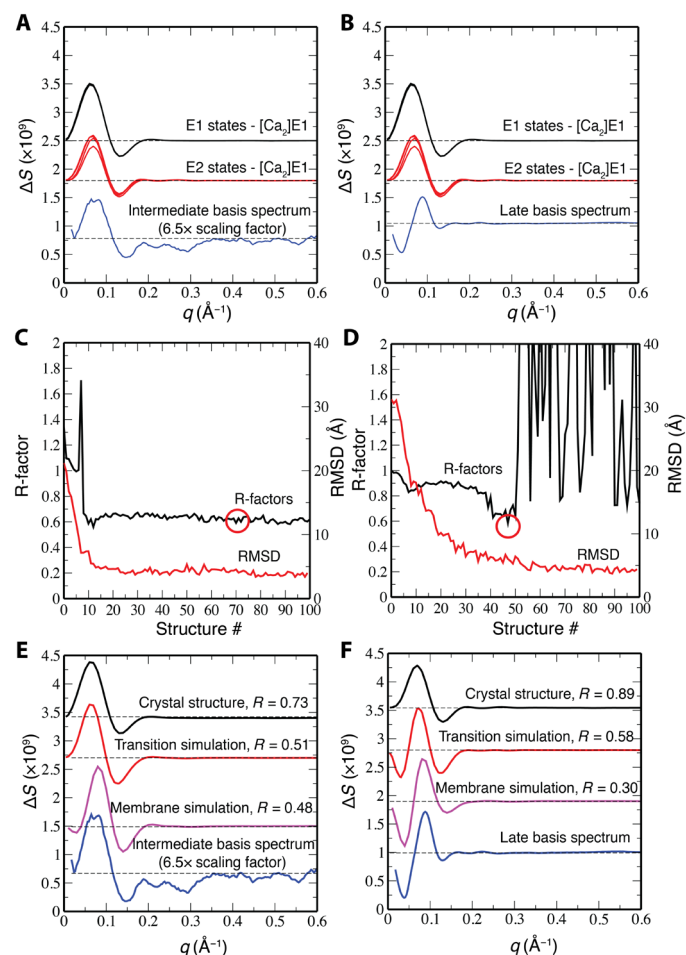 A
4.5
4
3.5
3
2.5
2
1.5
1
0.5
0
ΔS (×10⁹)
E1 states - [Ca₂]E1
E2 states - [Ca₂]E1
Intermediate basis spectrum
(6.5× scaling factor)
0 0.1 0.2 0.3 0.4 0.5 0.6
q (Å⁻¹)
B
4.5
4
3.5
3
2.5
2
1.5
1
0.5
0
ΔS (×10⁹)
E1 states - [Ca₂]E1
E2 states - [Ca₂]E1
Late basis spectrum
0 0.1 0.2 0.3 0.4 0.5 0.6
q (Å⁻¹)
C
2
1.8
1.6
1.4
1.2
1
0.8
0.6
0.4
0.2
0
R-factor
R-factors
RMSD
40
30
20
10
0
RMSD (Å)
0 10 20 30 40 50 60 70 80 90 100
Structure #
D
2
1.8
1.6
1.4
1.2
1
0.8
0.6
0.4
0.2
0
R-factor
R-factors
RMSD
40
30
20
10
0
RMSD (Å)
0 10 20 30 40 50 60 70 80 90 100
Structure #
E
4.5
4
3.5
3
2.5
2
1.5
1
0.5
0
ΔS (×10⁹)
Crystal structure, R = 0.73
Transition simulation, R = 0.51
Membrane simulation, R = 0.48
Intermediate basis spectrum
(6.5× scaling factor)
0 0.1 0.2 0.3 0.4 0.5 0.6
q (Å⁻¹)
F
4.5
4
3.5
3
2.5
2
1.5
1
0.5
0
ΔS (×10⁹)
Crystal structure, R = 0.89
Transition simulation, R = 0.58
Membrane simulation, R = 0.30
Late basis spectrum
0 0.1 0.2 0.3 0.4 0.5 0.6
q (Å⁻¹)